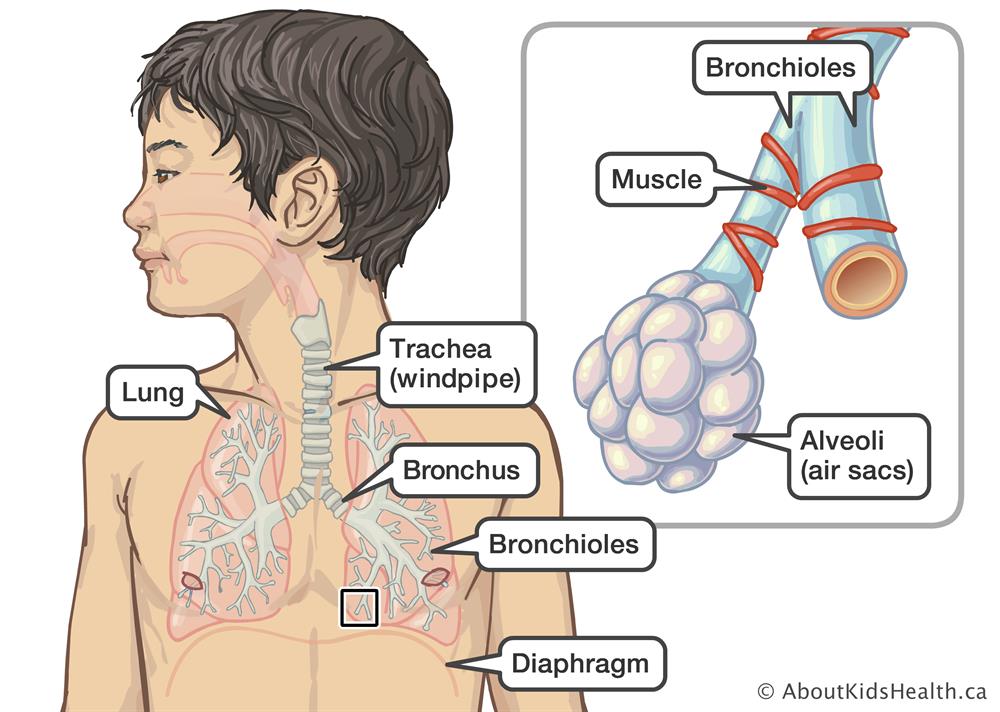 Bronchioles
Muscle
Trachea
(windpipe)
Lung
Alveoli
(air sacs)
Bronchus
Bronchioles
Diaphragm
© AboutKidsHealth.ca